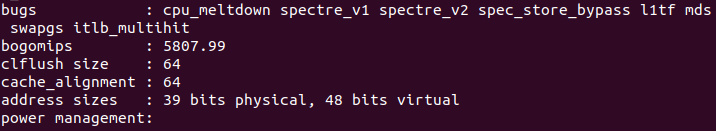 bugs            : cpu_meltdown spectre_v1 spectre_v2 spec_store_bypass l1tf mds
 swapgs itlb_multihit
bogomips        : 5807.99
clflush size    : 64
cache_alignment : 64
address sizes   : 39 bits physical, 48 bits virtual
power management: